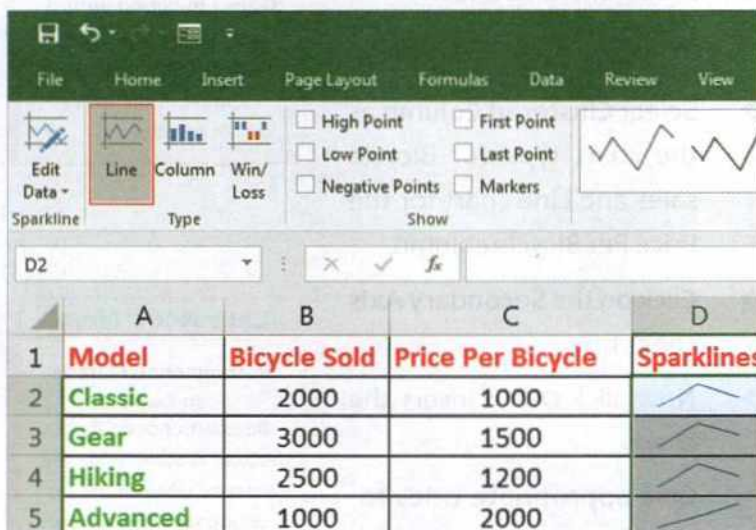 File Home Insert Page Layout Formulas Data Review View
Edit Data
Line
Column
Win/ Loss
High Point
Low Point
Negative Points
First Point
Last Point
Markers
Sparkline Type Show
D2 fx
A B C D
1 Model Bicycle Sold Price Per Bicycle Sparklines
2 Classic 2000 1000
3 Gear 3000 1500
4 Hiking 2500 1200
5 Advanced 1000 2000